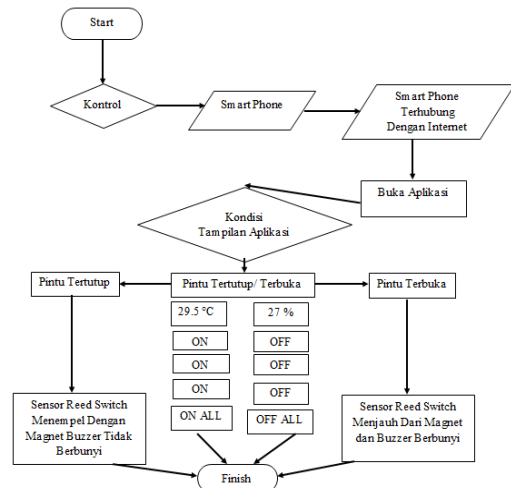 Start
Kontrol
Smart Phone
Smart Phone
Terhubung
Dengan Internet
Buka Aplikasi
Kondisi
Tampilan Aplikasi
Pintu Tertutup
Pintu Tertutup/ Terbuka
Pintu Terbuka
29.5 °C
27 %
ON
OFF
ON
OFF
ON
OFF
ON ALL
OFF ALL
Sensor Reed Switch
Menempel Dengan
Magnet Buzzer Tidak
Berbunyi
Sensor Reed Switch
Menjauh Dari Magnet
dan Buzzer Berbunyi
Finish